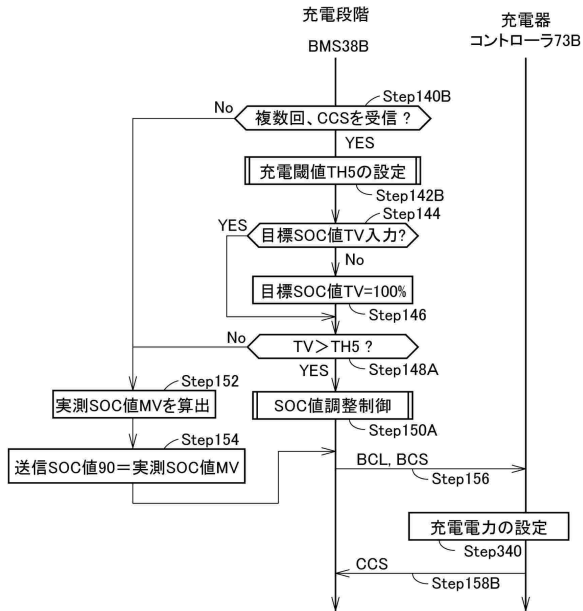 充電段階
BMS38B
充電器
コントローラ73B
Step140B
No
複数回、CCSを受信?
YES
充電閾値TH5の設定
Step142B
Step144
YES
目標SOC値TV入力?
No
目標SOC値TV=100%
Step146
No
TV>TH5?
Step148A
YES
Step152
実測SOC値MVを算出
SOC値調整制御
Step150A
Step154
送信SOC値90=実測SOC値MV
BCL, BCS
Step156
充電電力の設定
Step340
CCS
Step158B